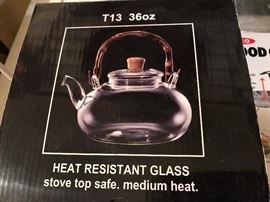 T13 36oz
HEAT RESISTANT GLASS
stove top safe. medium heat.